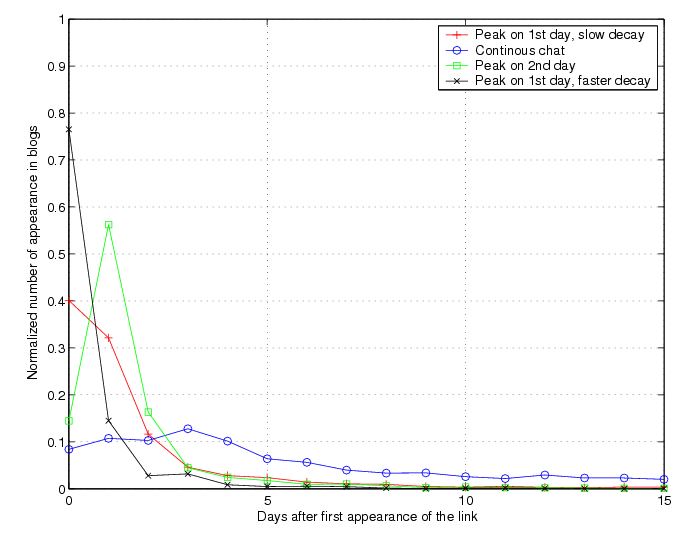 1
0.9
0.8
0.7
0.6
0.5
0.4
0.3
0.2
0.1
0
0
5
10
15
Normalized number of appearance in blogs
Days after first appearance of the link
Peak on 1st day, slow decay
Continous chat
Peak on 2nd day
Peak on 1st day, faster decay